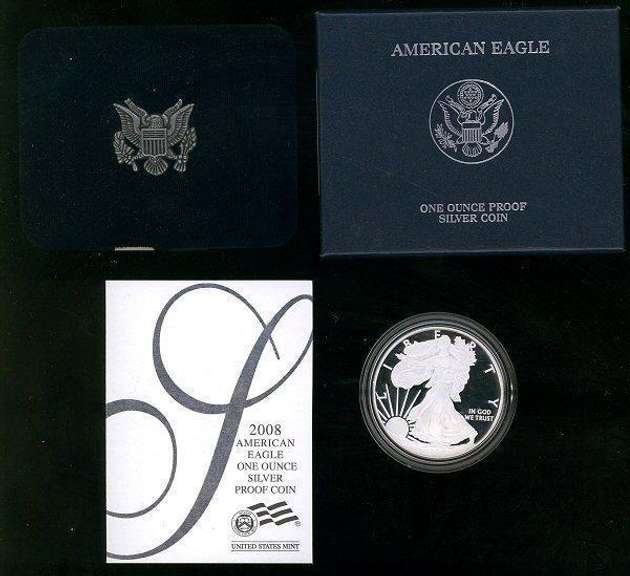 AMERICAN EAGLE
ONE OUNCE PROOF
SILVER COIN
2008
AMERICAN
EAGLE
ONE OUNCE
SILVER
PROOF COIN
UNITED STATES MINT
LIBERTY
IN GOD
WE TRUST